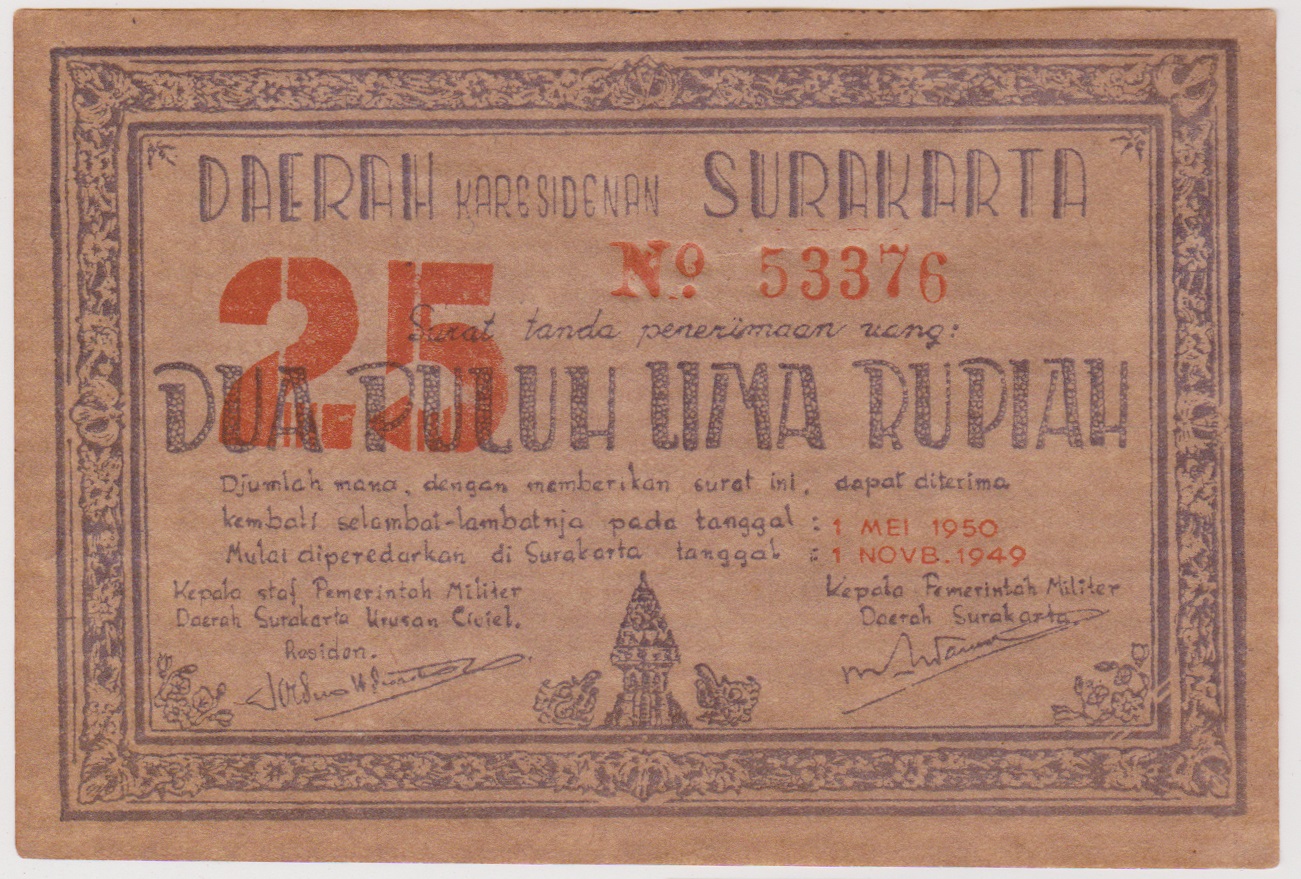 DAERAH KARESIDENAN SURAKARTA
25
No. 53376
Surat tanda penerimaan uang:
DUA PULUH LIMA RUPIAH
Djumlah mana, dengan memberikan surat ini, dapat diterima
kembali selambat-lambatnja pada tanggal : 1 MEI 1950
Mulai diperedarkan di Surakarta tanggal : 1 NOVB. 1949
Kepala staf Pemerintah Militer
Daerah Surakarta Urusan Civiel.
Residen.
Kepala Pemerintah Militer
Daerah Surakarta.